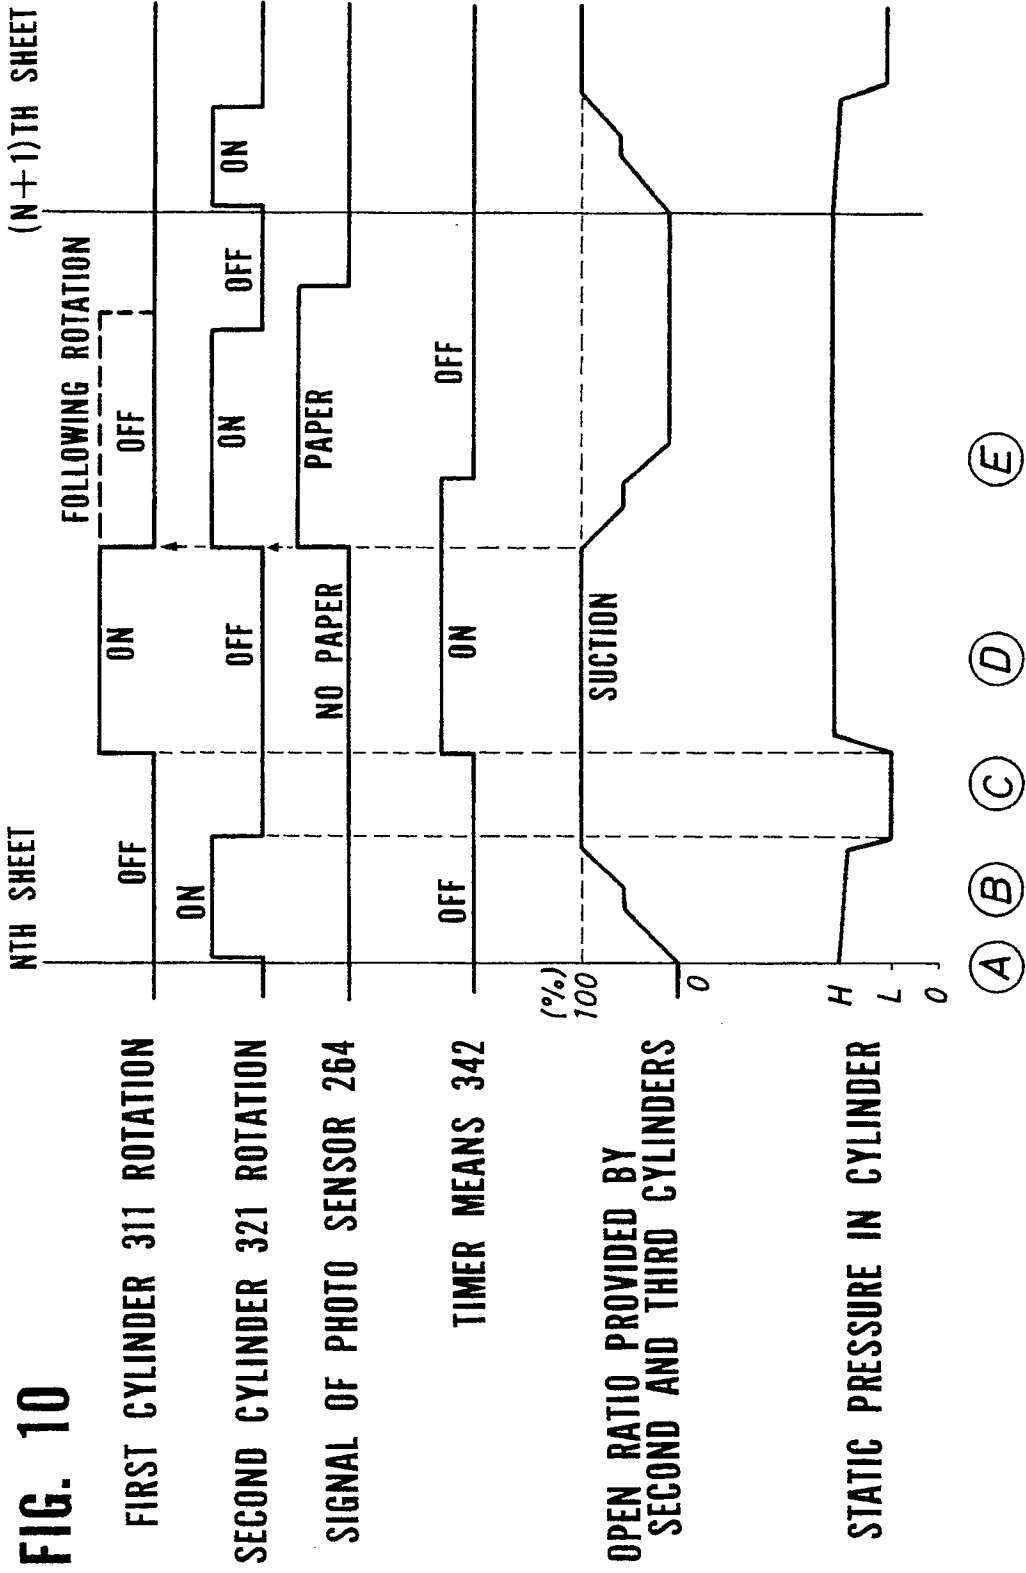 FIG. 10
NTH SHEET
(N+1)TH SHEET
FIRST CYLINDER 311 ROTATION
OFF
ON
FOLLOWING ROTATION
OFF
SECOND CYLINDER 321 ROTATION
ON
OFF
ON
OFF
ON
SIGNAL OF PHOTO SENSOR 264
NO PAPER
PAPER
TIMER MEANS 342
OFF
ON
OFF
OPEN RATIO PROVIDED BY
SECOND AND THIRD CYLINDERS
(%)
100
0
SUCTION
STATIC PRESSURE IN CYLINDER
H
L
0
A
B
C
D
E